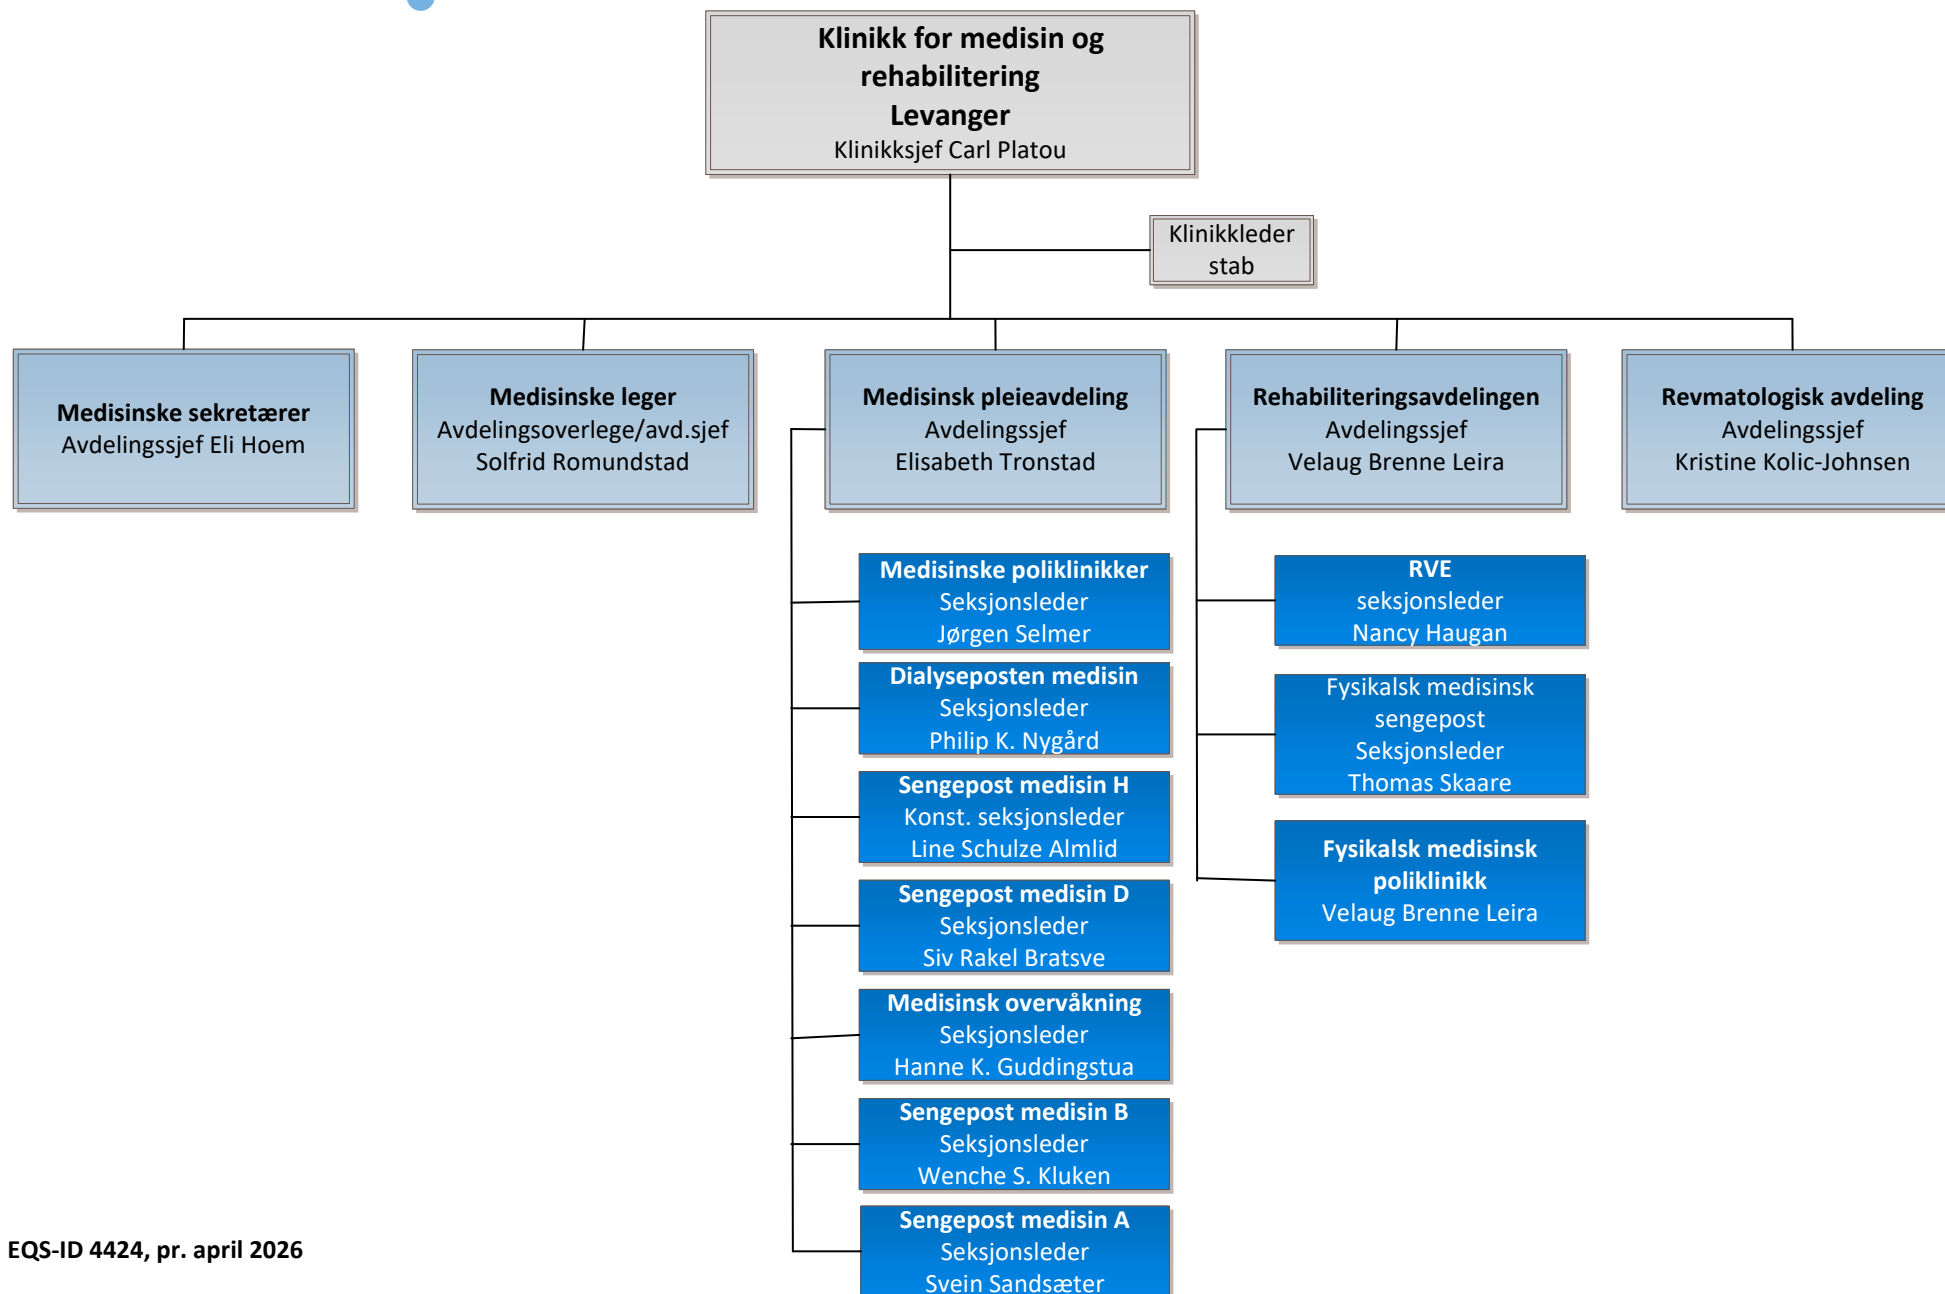 Klinikk for medisin og
rehabilitering
Levanger
Klinikksjef Carl Platou
Klinikkleder
stab
Medisinske sekretærer
Avdelingssjef Eli Hoem
Medisinske leger
Avdelingsoverlege/avd.sjef
Solfrid Romundstad
Medisinsk pleieavdeling
Avdelingssjef
Elisabeth Tronstad
Rehabiliteringsavdelingen
Avdelingssjef
Velaug Brenne Leira
Revmatologisk avdeling
Avdelingssjef
Kristine Kolic-Johnsen
Medisinske poliklinikker
Seksjonsleder
Jørgen Selmer
Dialyseposten medisin
Seksjonsleder
Philip K. Nygård
Sengepost medisin H
Konst. seksjonsleder
Line Schulze Almlid
Sengepost medisin D
Seksjonsleder
Siv Rakel Bratsve
Medisinsk overvåkning
Seksjonsleder
Hanne K. Guddingstua
Sengepost medisin B
Seksjonsleder
Wenche S. Kluken
Sengepost medisin A
Seksjonsleder
Svein Sandsæter
RVE
seksjonsleder
Nancy Haugan
Fysikalsk medisinsk
sengepost
Seksjonsleder
Thomas Skaare
Fysikalsk medisinsk
poliklinikk
Velaug Brenne Leira
EQS-ID 4424, pr. april 2026